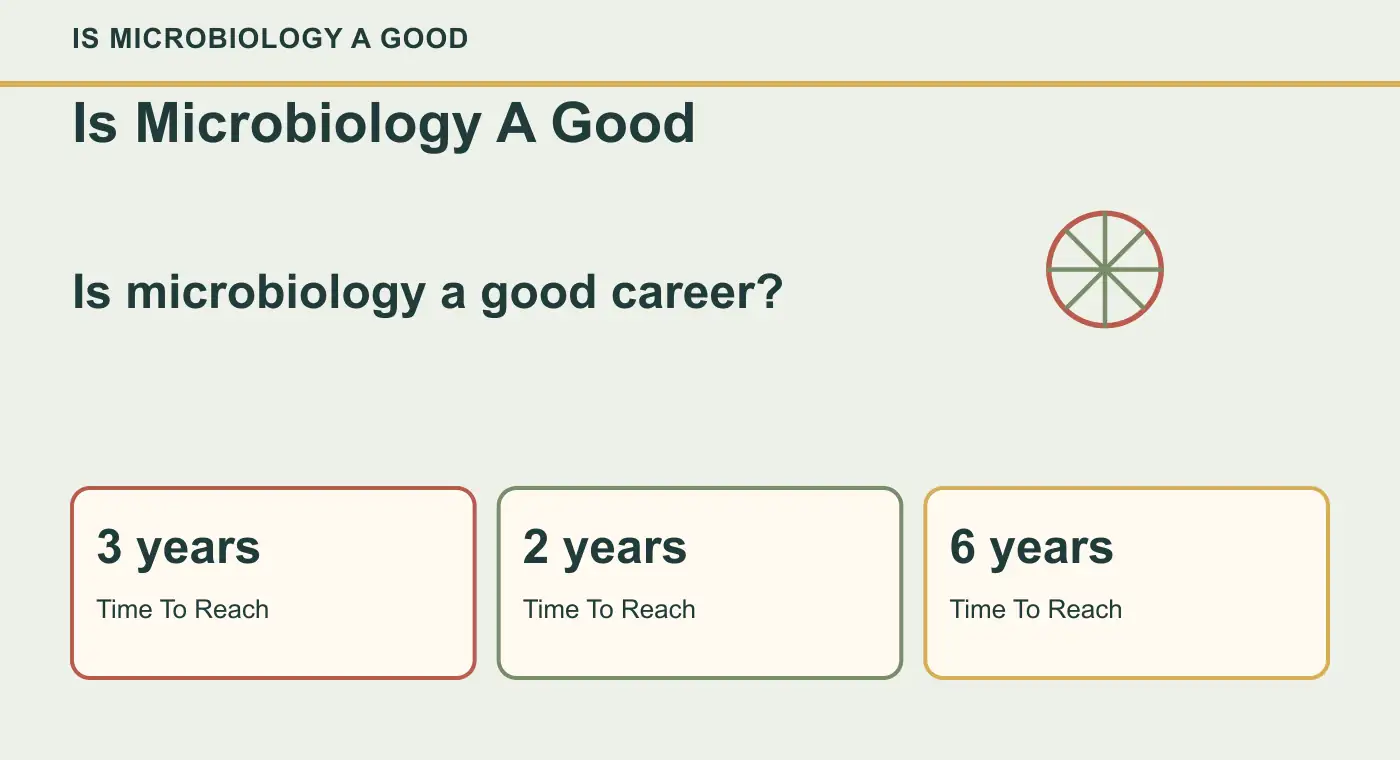 IS MICROBIOLOGY A GOOD
Is Microbiology A Good
Is microbiology a good career?
3 years
Time To Reach
2 years
Time To Reach
6 years
Time To Reach